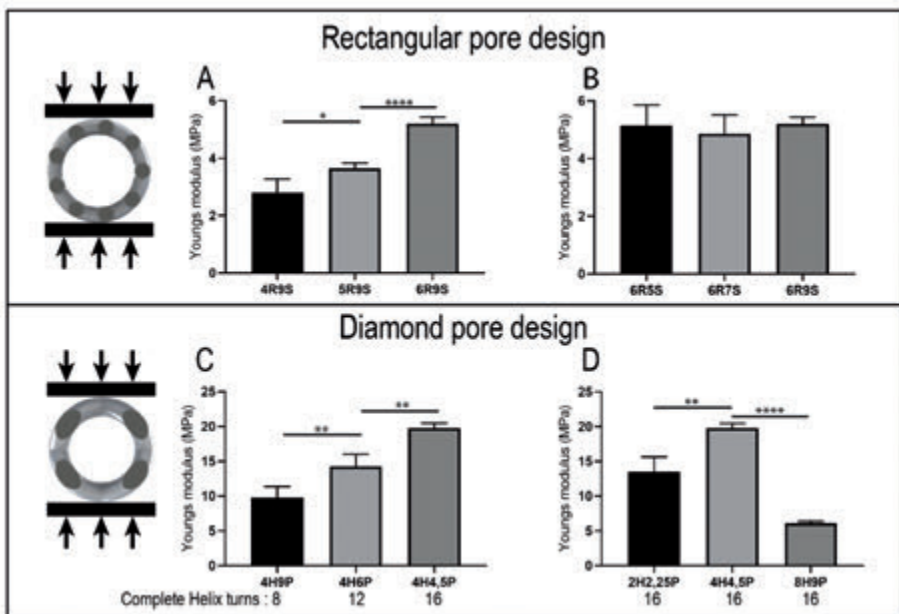 Rectangular pore design
A
B
Youngs modulus (MPa)
6
4
2
0
*
****
4R9S 5R9S 6R9S
Youngs modulus (MPa)
6
4
2
0
6R5S 6R7S 6R9S
Diamond pore design
C
D
Youngs modulus (MPa)
25
20
15
10
5
0
**
**
4H9P 4H6P 4H4,5P
Complete Helix turns : 8 12 16
Youngs modulus (MPa)
25
20
15
10
5
0
**
****
2H2,25P 4H4,5P 8H9P
16 16 16